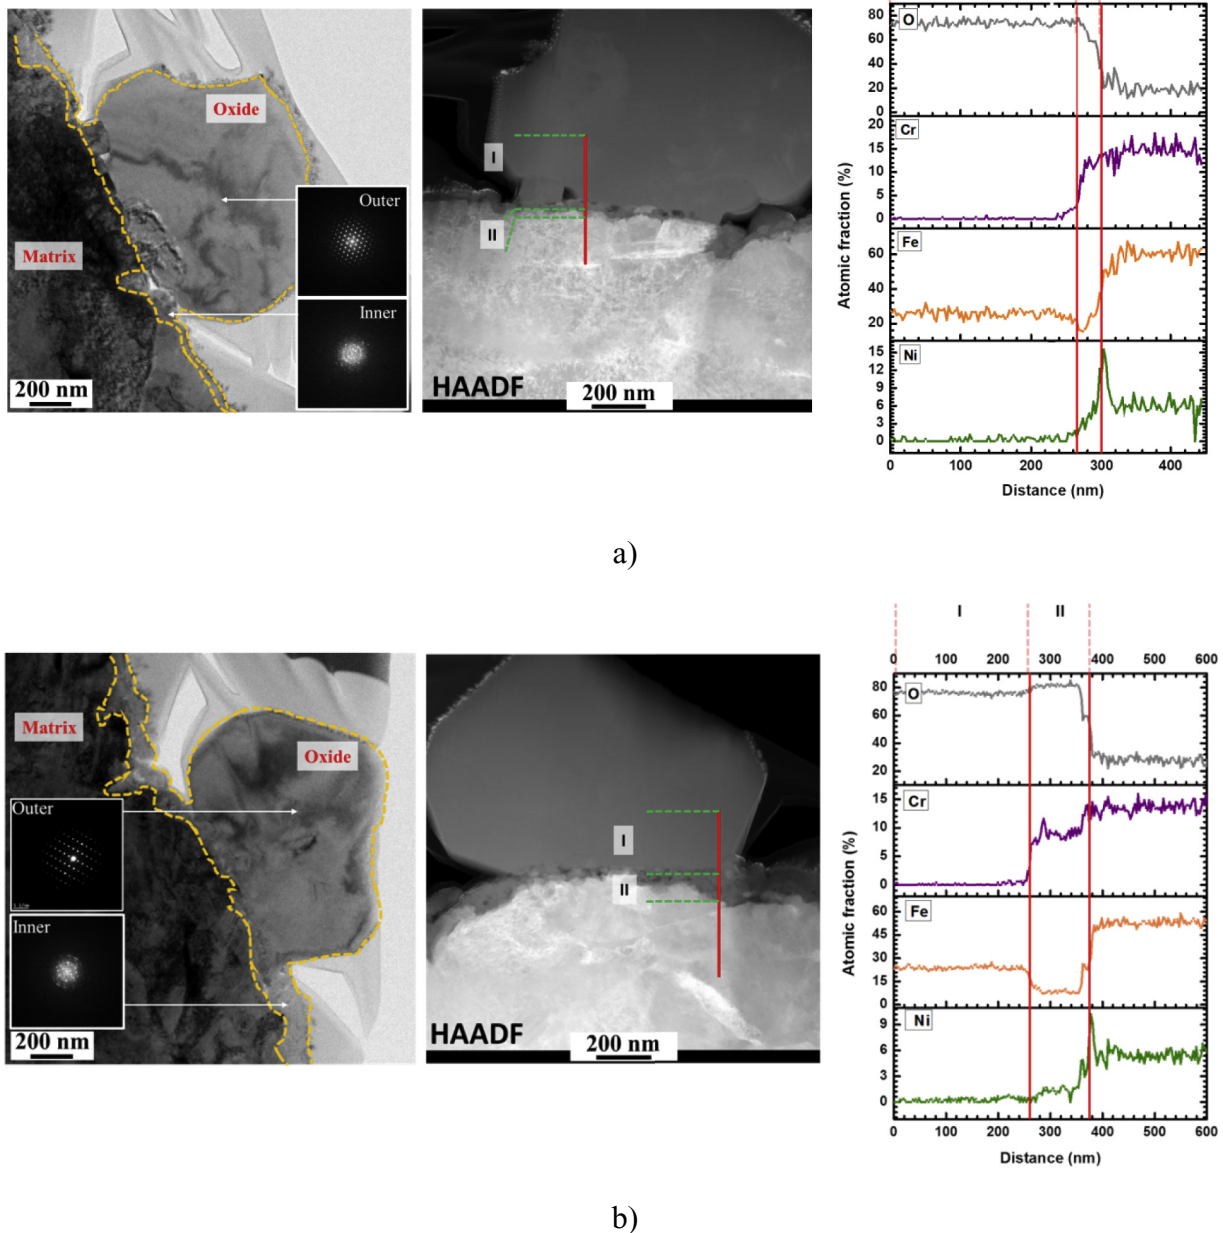 Oxide
Outer
Matrix
Inner
200 nm
I
II
HAADF
200 nm
O
80
60
40
20
0
Cr
20
15
10
5
0
Fe
60
40
20
Ni
15
12
9
6
3
0
Atomic fraction (%)
0 100 200 300 400
Distance (nm)
a)
Matrix
Oxide
Outer
Inner
200 nm
I
II
HAADF
200 nm
I II
0 100 200 300 400 500 600
O
80
60
40
20
Cr
15
10
5
0
Fe
60
45
30
15
0
Ni
9
6
3
0
Atomic fraction (%)
0 100 200 300 400 500 600
Distance (nm)
b)